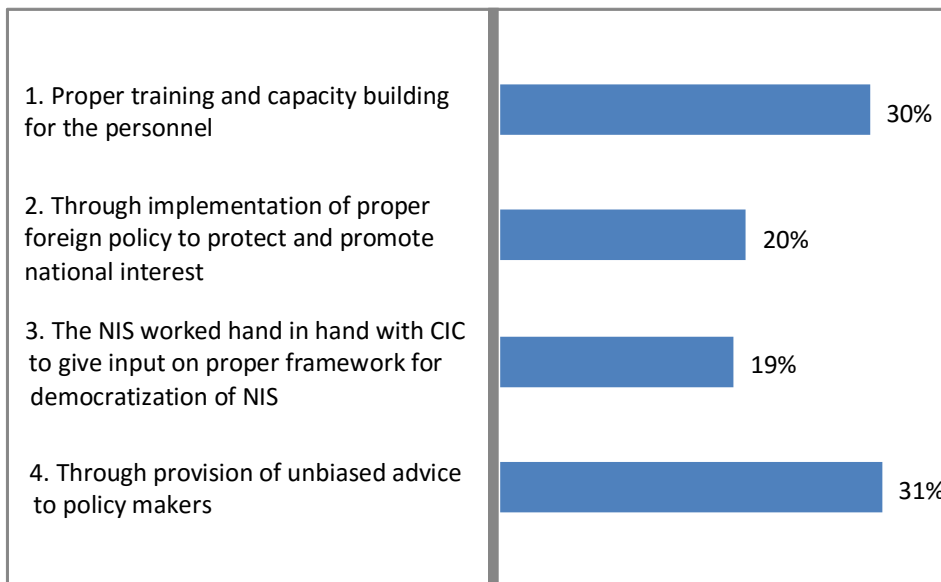 1. Proper training and capacity building
for the personnel
30%
2. Through implementation of proper
foreign policy to protect and promote
national interest
20%
3. The NIS worked hand in hand with CIC
to give input on proper framework for
democratization of NIS
19%
4. Through provision of unbiased advice
to policy makers
31%